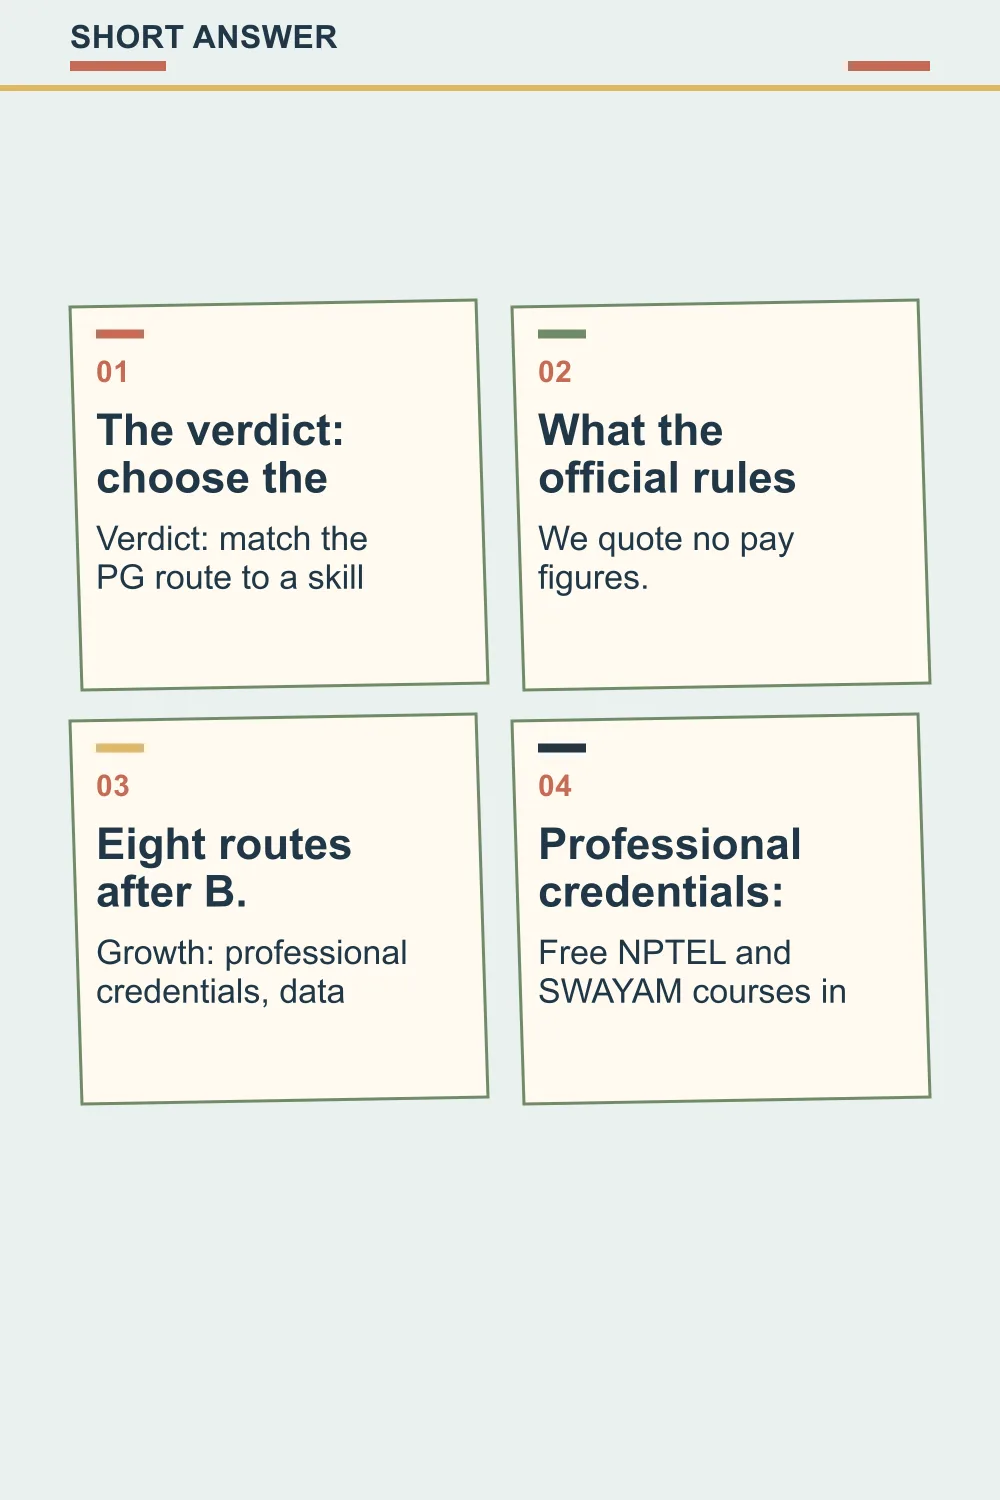 SHORT ANSWER
01
The verdict:
choose the
Verdict: match the
PG route to a skill
02
What the
official rules
We quote no pay
figures.
03
Eight routes
after B.
Growth: professional
credentials, data
04
Professional
credentials:
Free NPTEL and
SWAYAM courses in